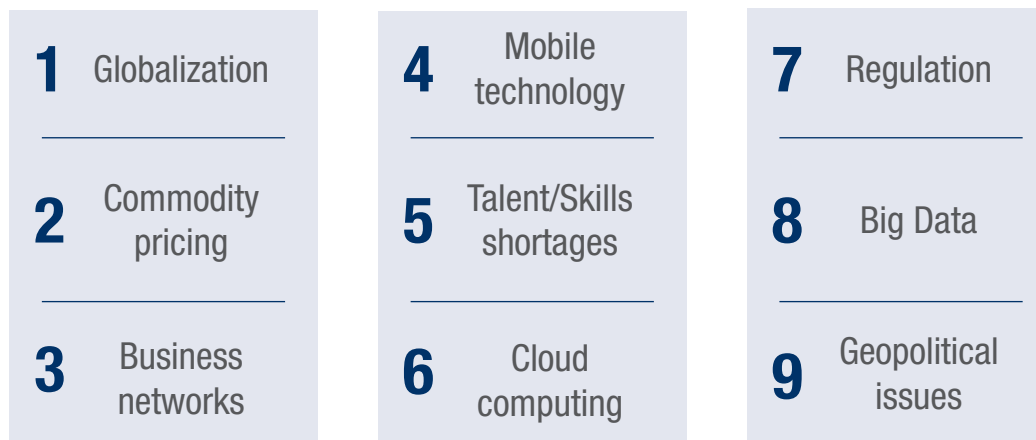 1 Globalization
2 Commodity
pricing
3 Business
networks
4 Mobile
technology
5 Talent/Skills
shortages
6 Cloud
computing
7 Regulation
8 Big Data
9 Geopolitical
issues